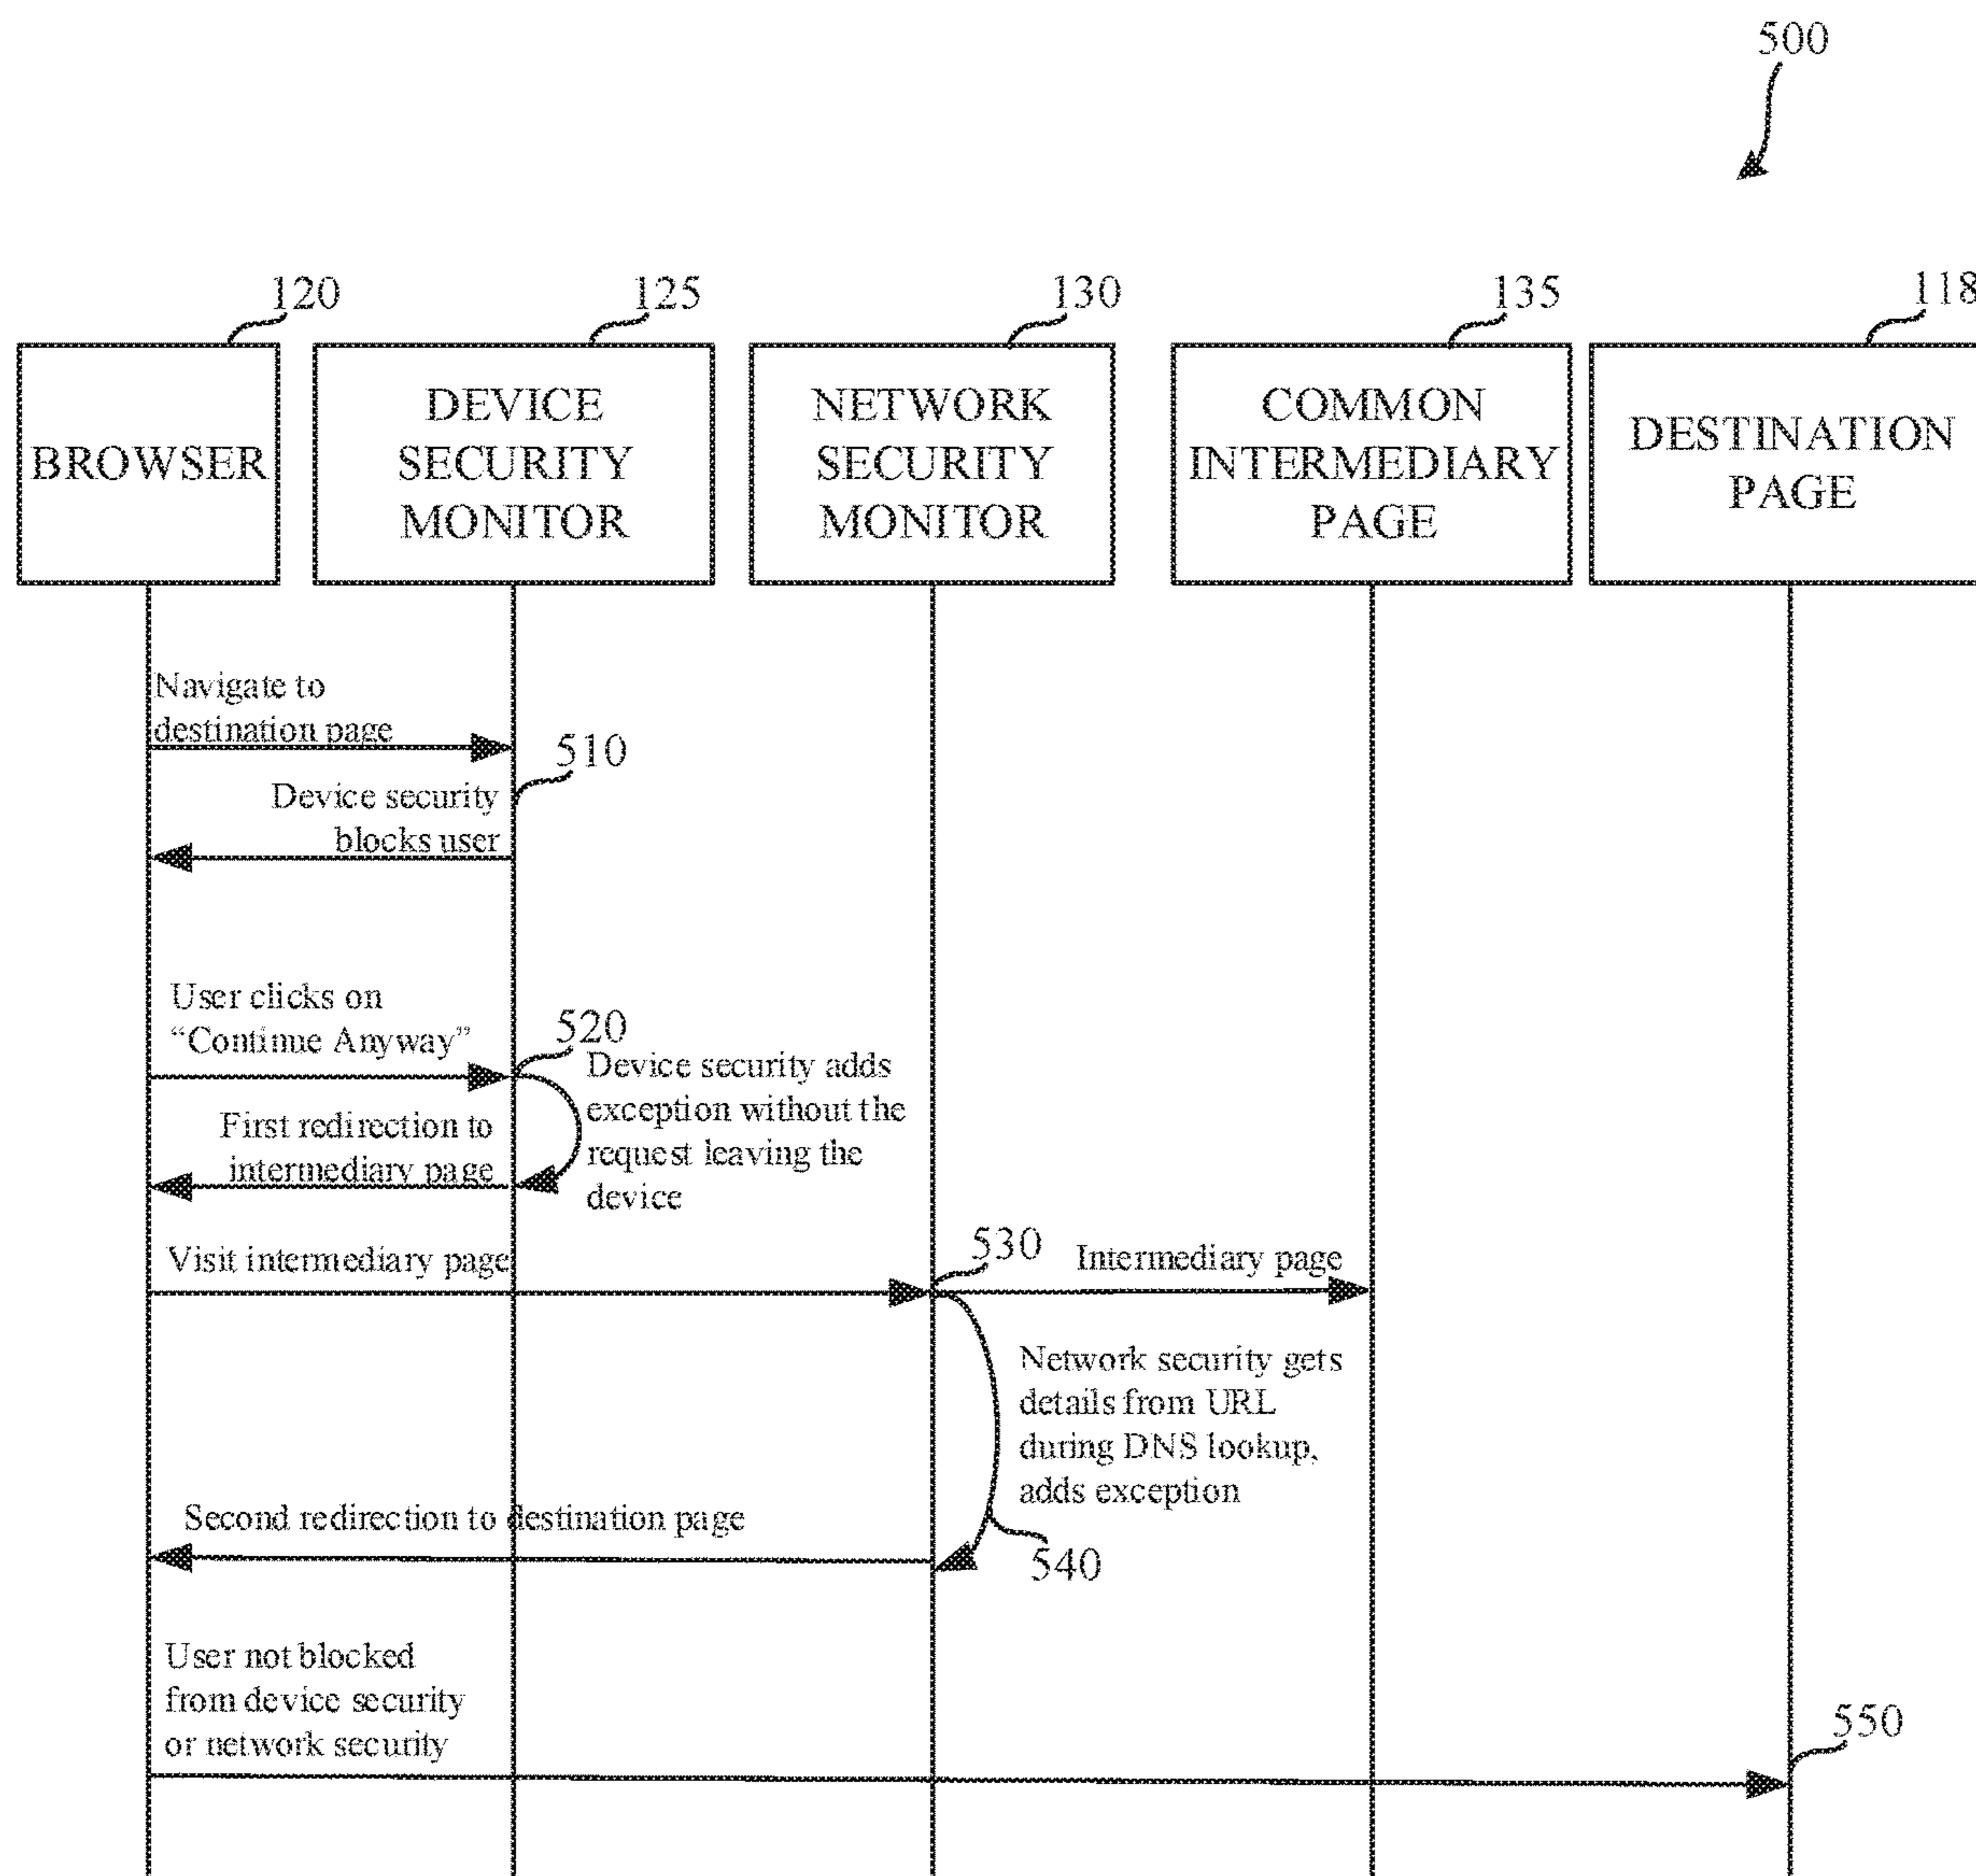 500
120
125
130
135
118
BROWSER
DEVICE
SECURITY
MONITOR
NETWORK
SECURITY
MONITOR
COMMON
INTERMEDIARY
PAGE
DESTINATION
PAGE
Navigate to
destination page
510
Device security
blocks user
User clicks on
“Continue Anyway”
520
Device security adds
exception without the
request leaving the
device
First redirection to
intermediary page
Visit intermediary page
530
Intermediary page
Network security gets
details from URL
during DNS lookup,
adds exception
Second redirection to destination page
540
User not blocked
from device security
or network security
550